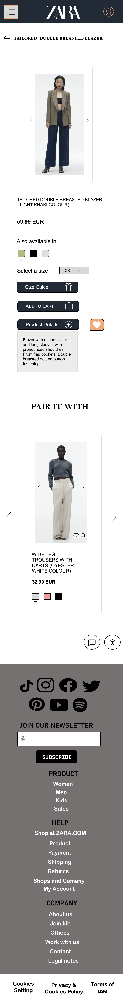 ZARA
TAILORED DOUBLE BREASTED BLAZER
TAILORED DOUBLE BREASTED BLAZER
(LIGHT KHAKI COLOUR)
59.99 EUR
Also available in:
Select a size:
XS
Size Guide
ADD TO CART
Product Details
Blazer with a lapel collar
and long sleeves with
pronounced shouldres.
Front flap pockets. Double
breasted golden button
fastening
PAIR IT WITH
WIDE LEG
TROUSERS WITH
DARTS (OYESTER
WHITE COLOUR)
32.99 EUR
JOIN OUR NEWSLETTER
@
SUBSCRIBE
PRODUCT
Women
Men
Kids
Sales
HELP
Shop at ZARA.COM
Product
Payment
Shipping
Returns
Shops and Comany
My Account
COMPANY
About us
Join life
Offices
Work with us
Contact
Legal notes
Cookies
Setting
Privacy &
Cookies Policy
Terms of
use